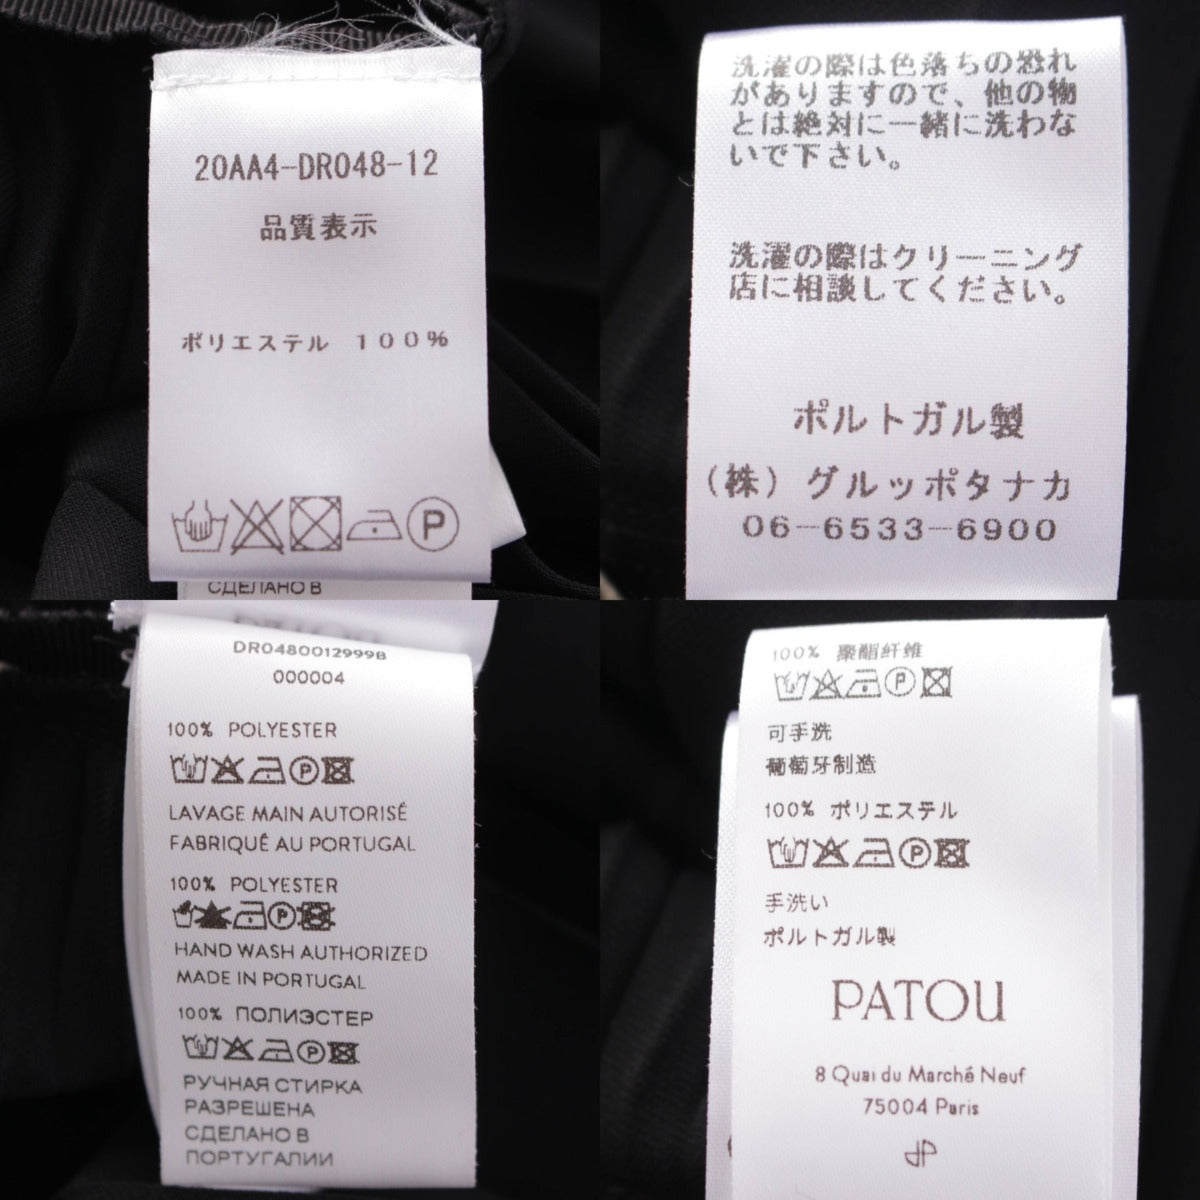 20AA4-DR048-12
品質表示
ポリエステル 100%
P
СДЕЛАНО В
洗濯の際は色落ちの恐れ
がありますので、他の物
とは絶対に一緒に洗わな
いで下さい。
洗濯の際はクリーニング
店に相談してください。
ポルトガル製
(株)グルッポタナカ
06-6533-6900
DR0480012999B
000004
100% POLYESTER
P
LAVAGE MAIN AUTORISÉ
FABRIQUÉ AU PORTUGAL
100% POLYESTER
P
HAND WASH AUTHORIZED
MADE IN PORTUGAL
100% ПОЛИЭСТЕР
P
РУЧНАЯ СТИРКА
РАЗРЕШЕНА
СДЕЛАНО В
ПОРТУГАЛИИ
100% 聚酯纤维
P
可手洗
葡萄牙制造
100% ポリエステル
P
手洗い
ポルトガル製
PATOU
8 Quai du Marché Neuf
75004 Paris
JP